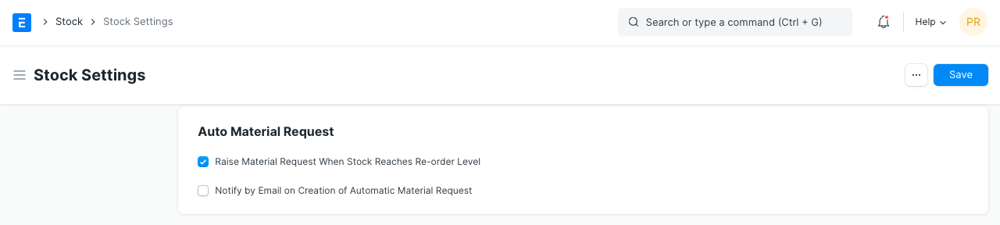 E > Stock > Stock Settings Search or type a command (Ctrl + G) Help PR
Stock Settings ... Save
Auto Material Request
Raise Material Request When Stock Reaches Re-order Level
Notify by Email on Creation of Automatic Material Request